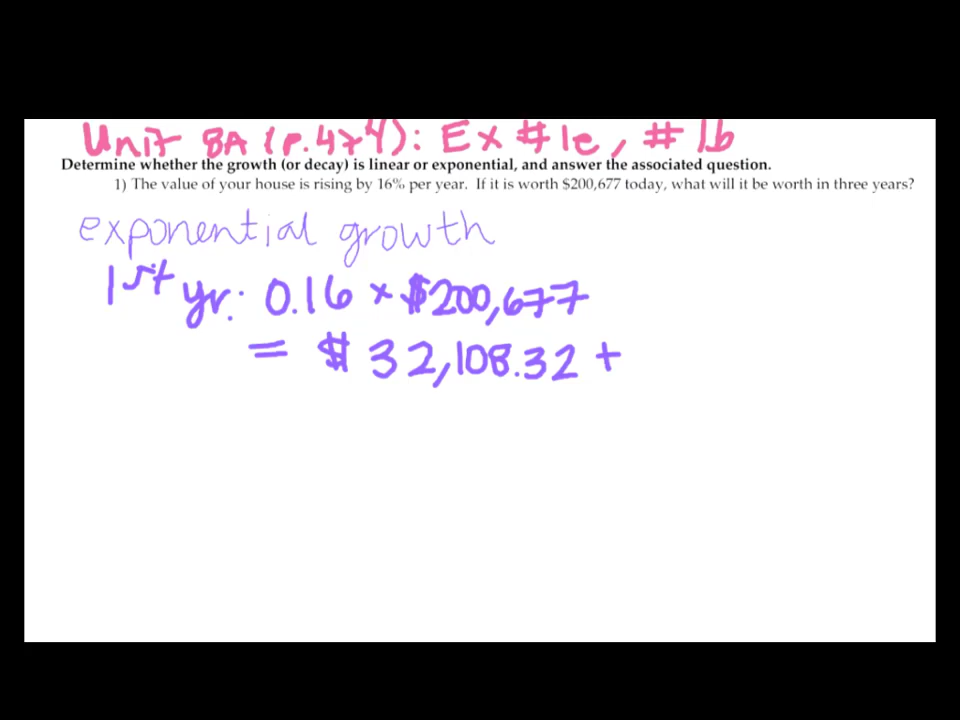 Unit 8A (p.474): Ex #1e, #1b
Determine whether the growth (or decay) is linear or exponential, and answer the associated question.
1) The value of your house is rising by 16% per year. If it is worth $200,677 today, what will it be worth in three years?
exponential growth
1st yr: 0.16 × $200,677
= $32,108.32 +